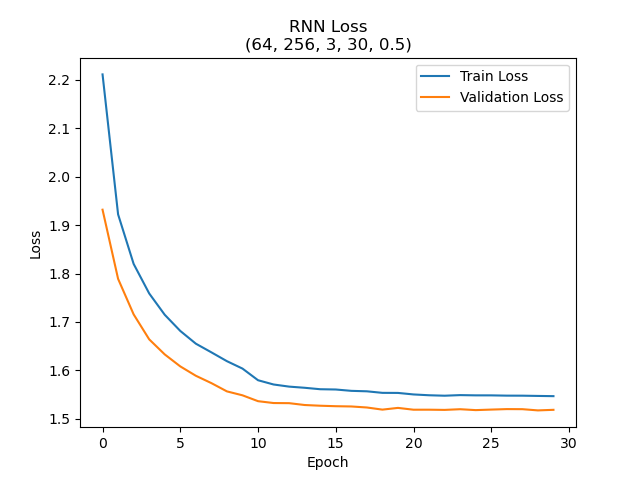 RNN Loss
(64, 256, 3, 30, 0.5)
Train Loss
Validation Loss
2.2
2.1
2.0
1.9
1.8
1.7
1.6
1.5
Loss
0 5 10 15 20 25 30
Epoch